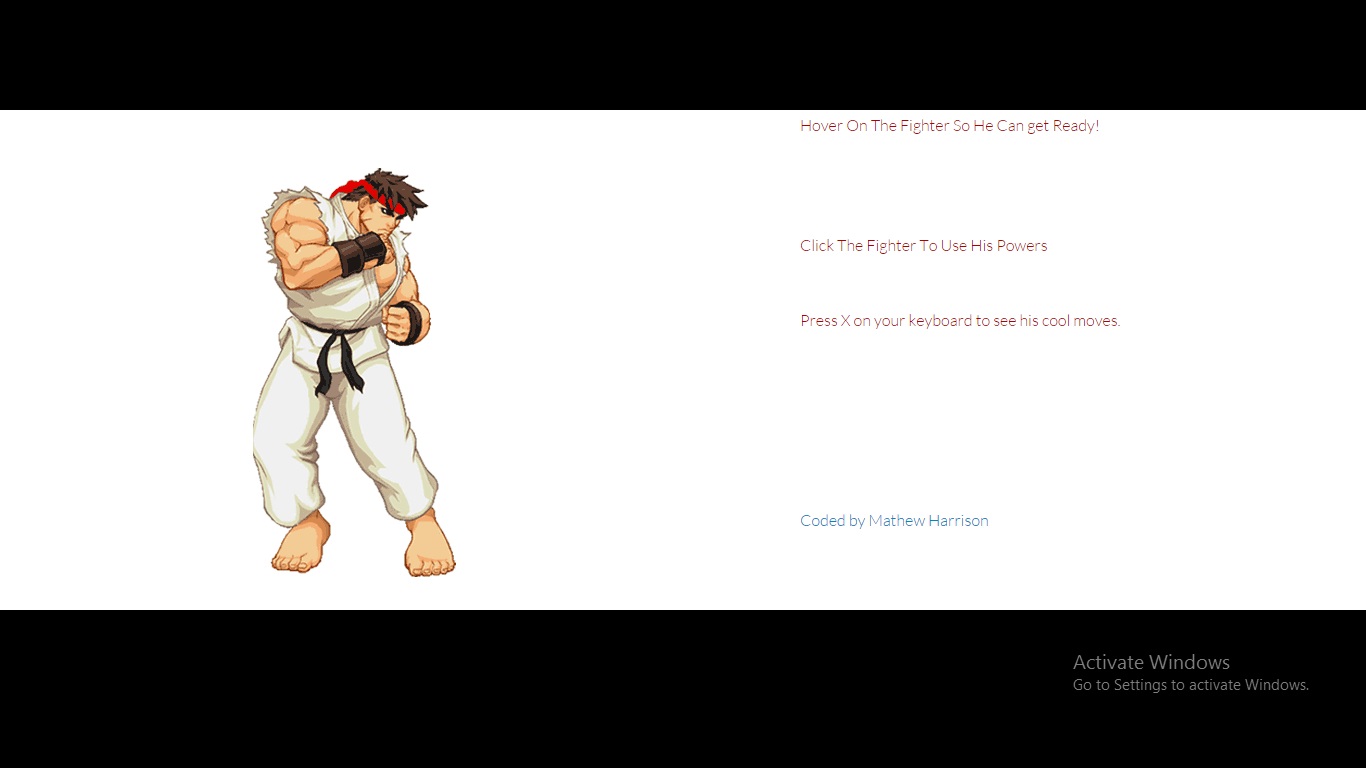 Hover On The Fighter So He Can get Ready!
Click The Fighter To Use His Powers
Press X on your keyboard to see his cool moves.
Coded by Mathew Harrison
Activate Windows
Go to Settings to activate Windows.